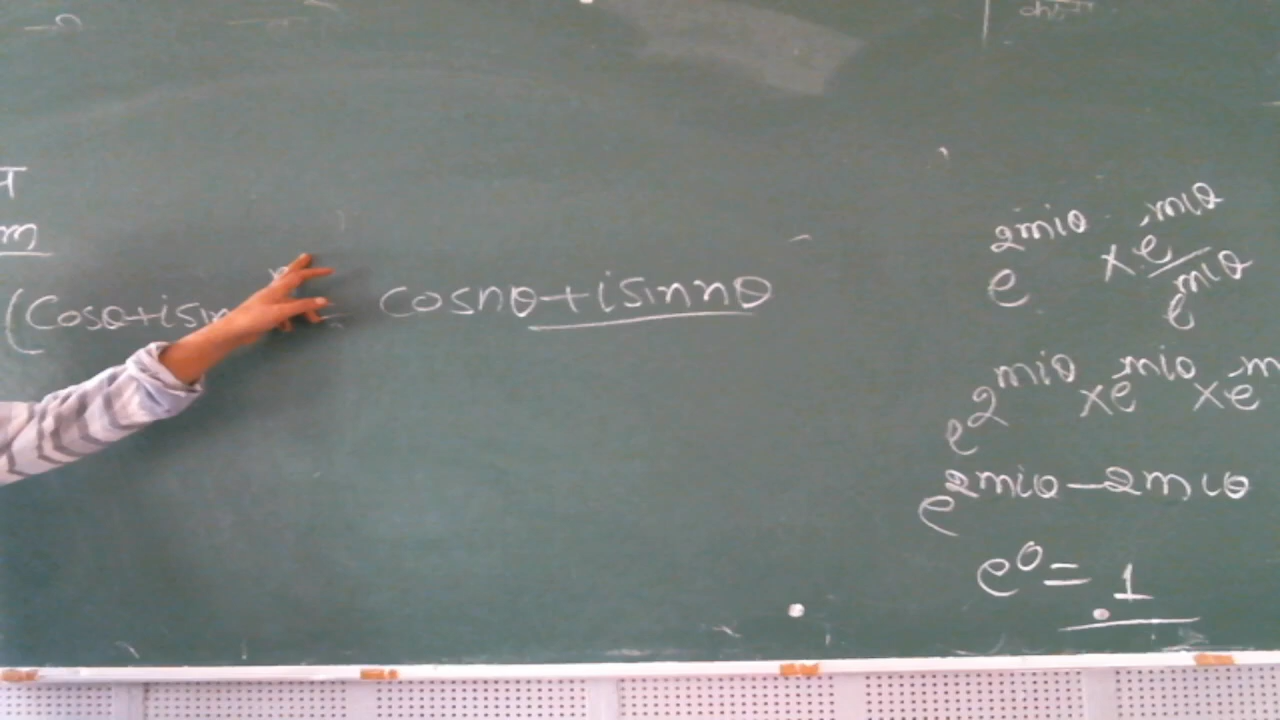 m
(cosθ+isin = cosnθ+isinnθ
e^2miθ × e^miθ/e^miθ
e^2miθ × e^miθ × e^m
e^2miθ-2miθ
e^0 = 1